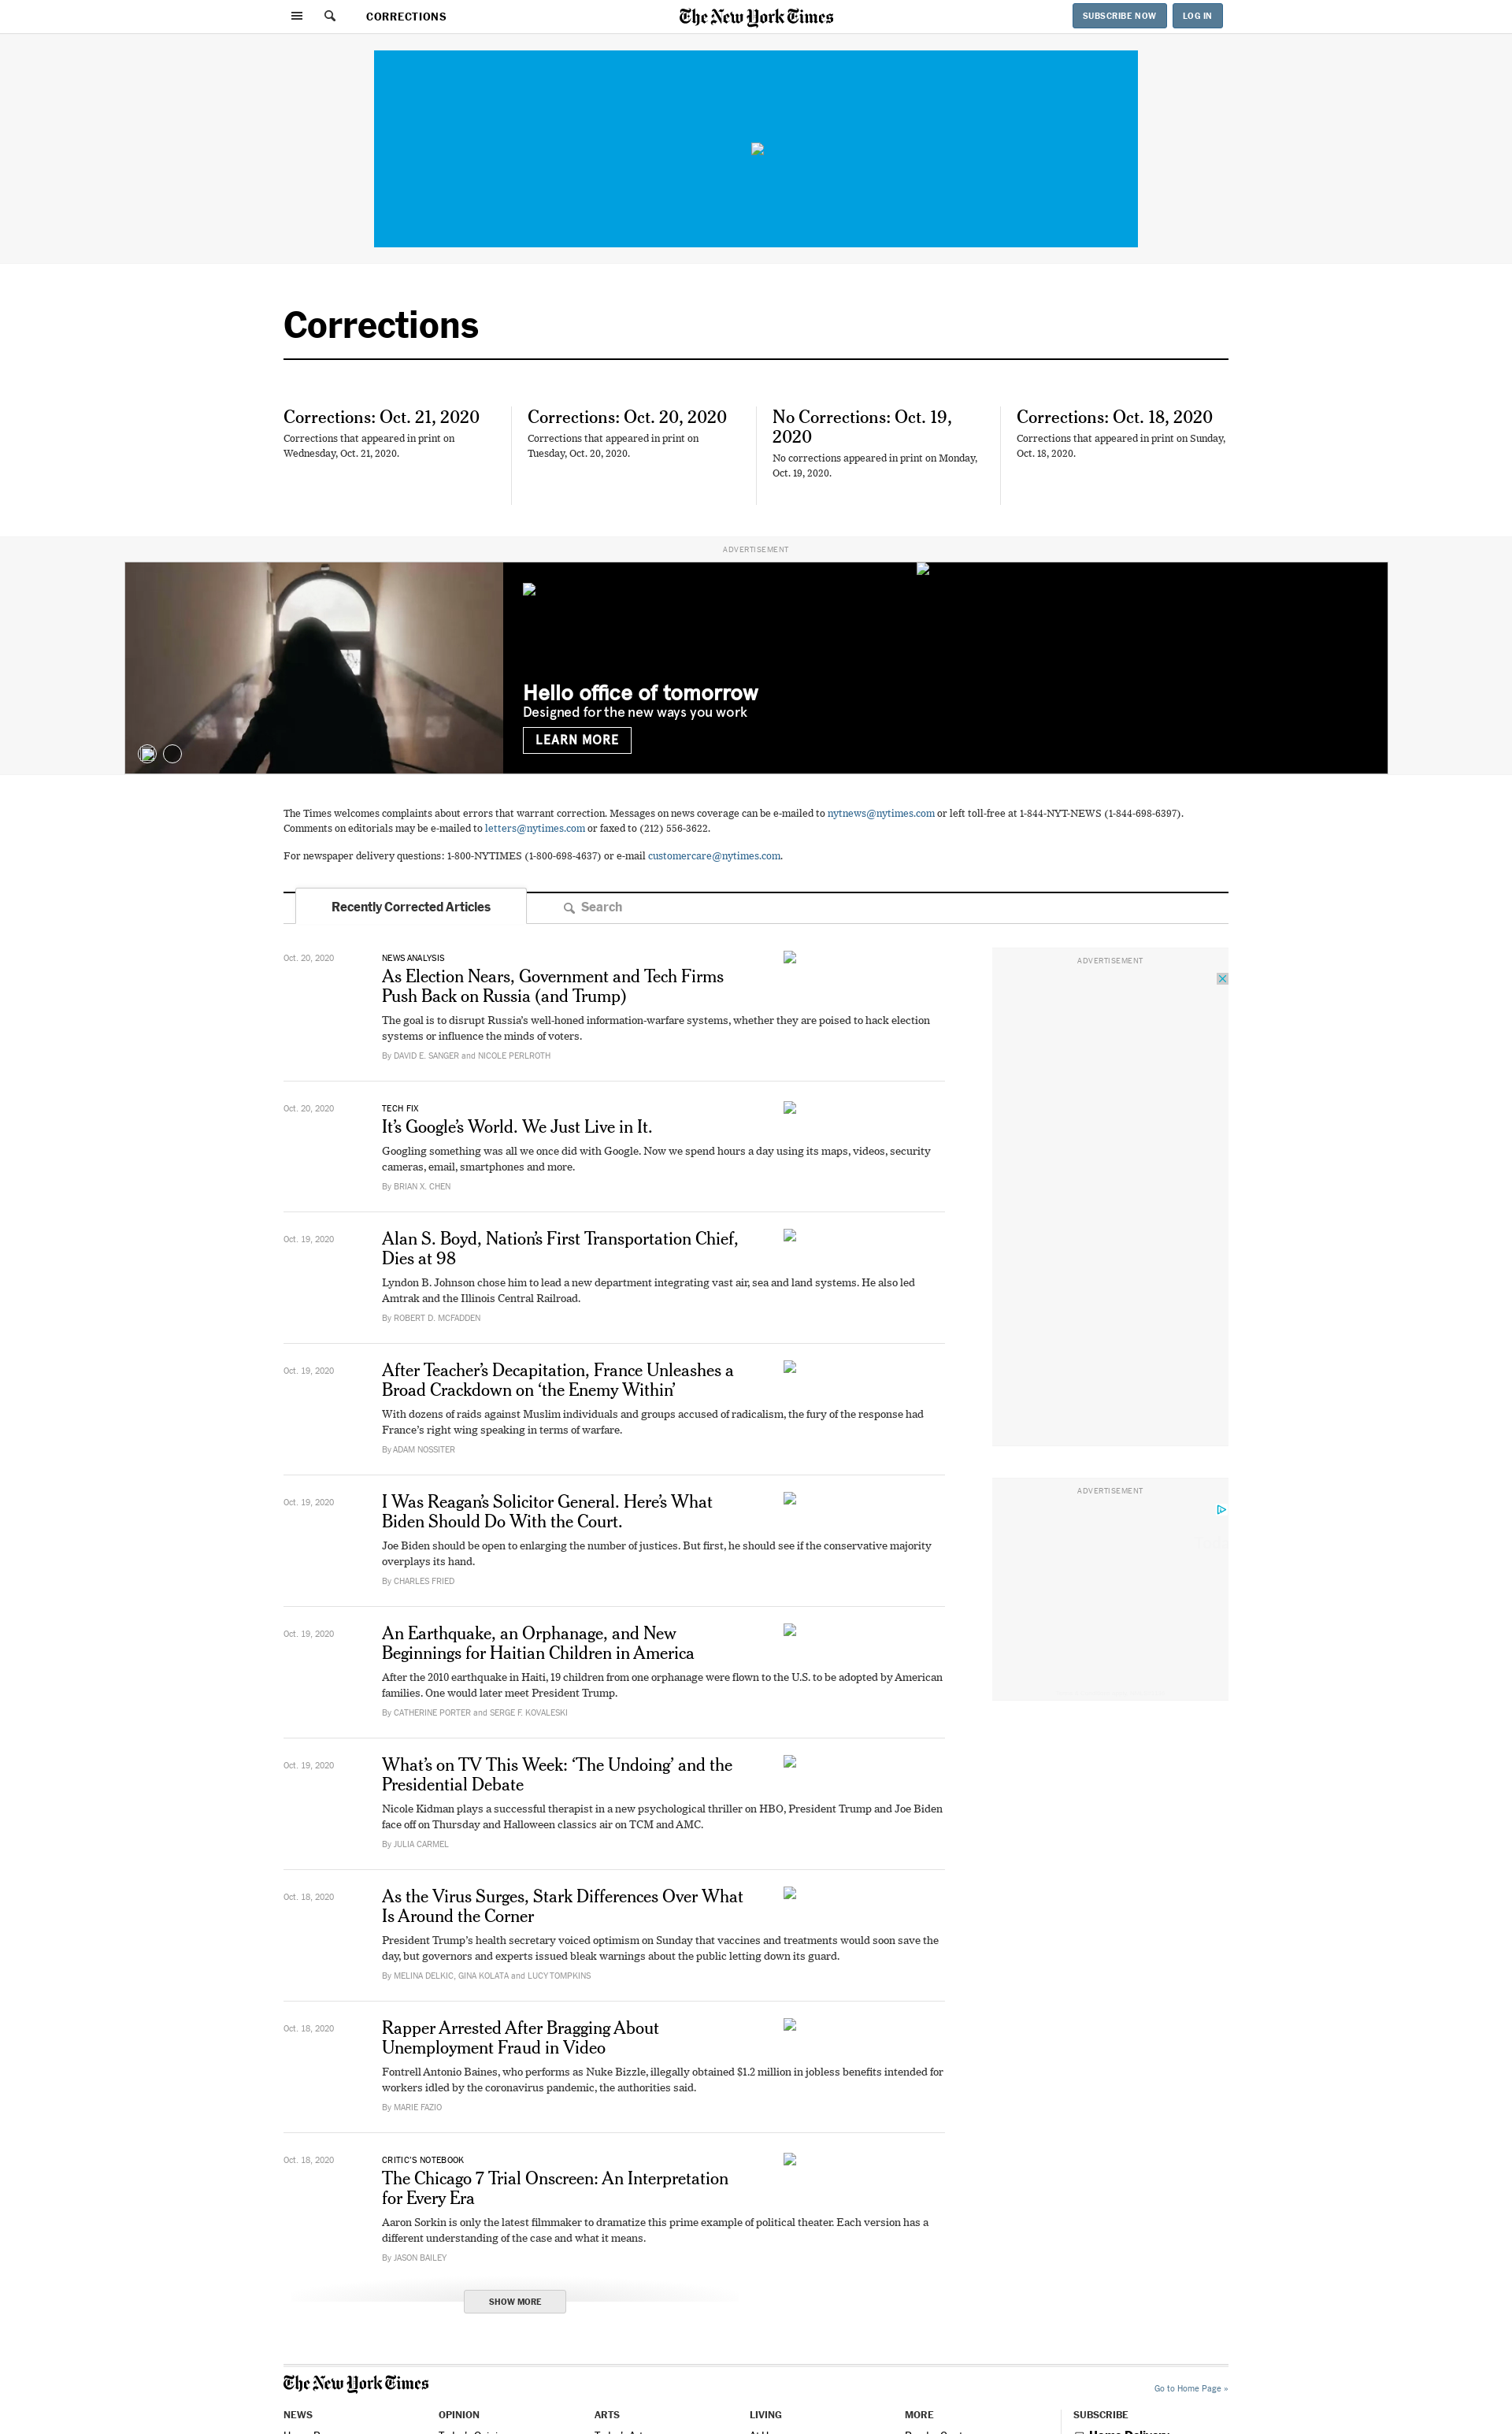 CORRECTIONS
The New York Times
SUBSCRIBE NOW
LOG IN
Corrections
Corrections: Oct. 21, 2020
Corrections that appeared in print on
Wednesday, Oct. 21, 2020.
Corrections: Oct. 20, 2020
Corrections that appeared in print on
Tuesday, Oct. 20, 2020.
No Corrections: Oct. 19,
2020
No corrections appeared in print on Monday,
Oct. 19, 2020.
Corrections: Oct. 18, 2020
Corrections that appeared in print on Sunday,
Oct. 18, 2020.
ADVERTISEMENT
Hello office of tomorrow
Designed for the new ways you work
LEARN MORE
The Times welcomes complaints about errors that warrant correction. Messages on news coverage can be e-mailed to nytnews@nytimes.com or left toll-free at 1-844-NYT-NEWS (1-844-698-6397).
Comments on editorials may be e-mailed to letters@nytimes.com or faxed to (212) 556-3622.
For newspaper delivery questions: 1-800-NYTIMES (1-800-698-4637) or e-mail customercare@nytimes.com.
Recently Corrected Articles
Search
Oct. 20, 2020
NEWS ANALYSIS
As Election Nears, Government and Tech Firms
Push Back on Russia (and Trump)
The goal is to disrupt Russia’s well-honed information-warfare systems, whether they are poised to hack election
systems or influence the minds of voters.
By DAVID E. SANGER and NICOLE PERLROTH
Oct. 20, 2020
TECH FIX
It’s Google’s World. We Just Live in It.
Googling something was all we once did with Google. Now we spend hours a day using its maps, videos, security
cameras, email, smartphones and more.
By BRIAN X. CHEN
Oct. 19, 2020
Alan S. Boyd, Nation’s First Transportation Chief,
Dies at 98
Lyndon B. Johnson chose him to lead a new department integrating vast air, sea and land systems. He also led
Amtrak and the Illinois Central Railroad.
By ROBERT D. MCFADDEN
Oct. 19, 2020
After Teacher’s Decapitation, France Unleashes a
Broad Crackdown on ‘the Enemy Within’
With dozens of raids against Muslim individuals and groups accused of radicalism, the fury of the response had
France’s right wing speaking in terms of warfare.
By ADAM NOSSITER
Oct. 19, 2020
I Was Reagan’s Solicitor General. Here’s What
Biden Should Do With the Court.
Joe Biden should be open to enlarging the number of justices. But first, he should see if the conservative majority
overplays its hand.
By CHARLES FRIED
Oct. 19, 2020
An Earthquake, an Orphanage, and New
Beginnings for Haitian Children in America
After the 2010 earthquake in Haiti, 19 children from one orphanage were flown to the U.S. to be adopted by American
families. One would later meet President Trump.
By CATHERINE PORTER and SERGE F. KOVALESKI
Oct. 19, 2020
What’s on TV This Week: ‘The Undoing’ and the
Presidential Debate
Nicole Kidman plays a successful therapist in a new psychological thriller on HBO, President Trump and Joe Biden
face off on Thursday and Halloween classics air on TCM and AMC.
By JULIA CARMEL
Oct. 18, 2020
As the Virus Surges, Stark Differences Over What
Is Around the Corner
President Trump’s health secretary voiced optimism on Sunday that vaccines and treatments would soon save the
day, but governors and experts issued bleak warnings about the public letting down its guard.
By MELINA DELKIC, GINA KOLATA and LUCY TOMPKINS
Oct. 18, 2020
Rapper Arrested After Bragging About
Unemployment Fraud in Video
Fontrell Antonio Baines, who performs as Nuke Bizzle, illegally obtained $1.2 million in jobless benefits intended for
workers idled by the coronavirus pandemic, the authorities said.
By MARIE FAZIO
Oct. 18, 2020
CRITIC’S NOTEBOOK
The Chicago 7 Trial Onscreen: An Interpretation
for Every Era
Aaron Sorkin is only the latest filmmaker to dramatize this prime example of political theater. Each version has a
different understanding of the case and what it means.
By JASON BAILEY
SHOW MORE
ADVERTISEMENT
ADVERTISEMENT
The New York Times
Go to Home Page »
NEWS
OPINION
ARTS
LIVING
MORE
SUBSCRIBE